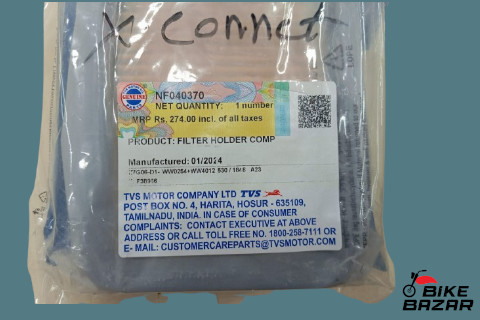 X Connet
GENUINE
NF040370
NET QUANTITY: 1 number
MRP Rs. 274.00 incl. of all taxes
PRODUCT: FILTER HOLDER COMP
Manufactured: 01/2024
TVS MOTOR COMPANY LTD TVS
POST BOX NO. 4, HARITA, HOSUR - 635109,
TAMILNADU, INDIA. IN CASE OF CONSUMER
COMPLAINTS: CONTACT EXECUTIVE AT ABOVE
ADDRESS OR CALL TOLL FREE NO. 1800-258-7111 OR
E- MAIL: CUSTOMERCAREPARTS@TVSMOTOR.COM
BIKE
BAZAR